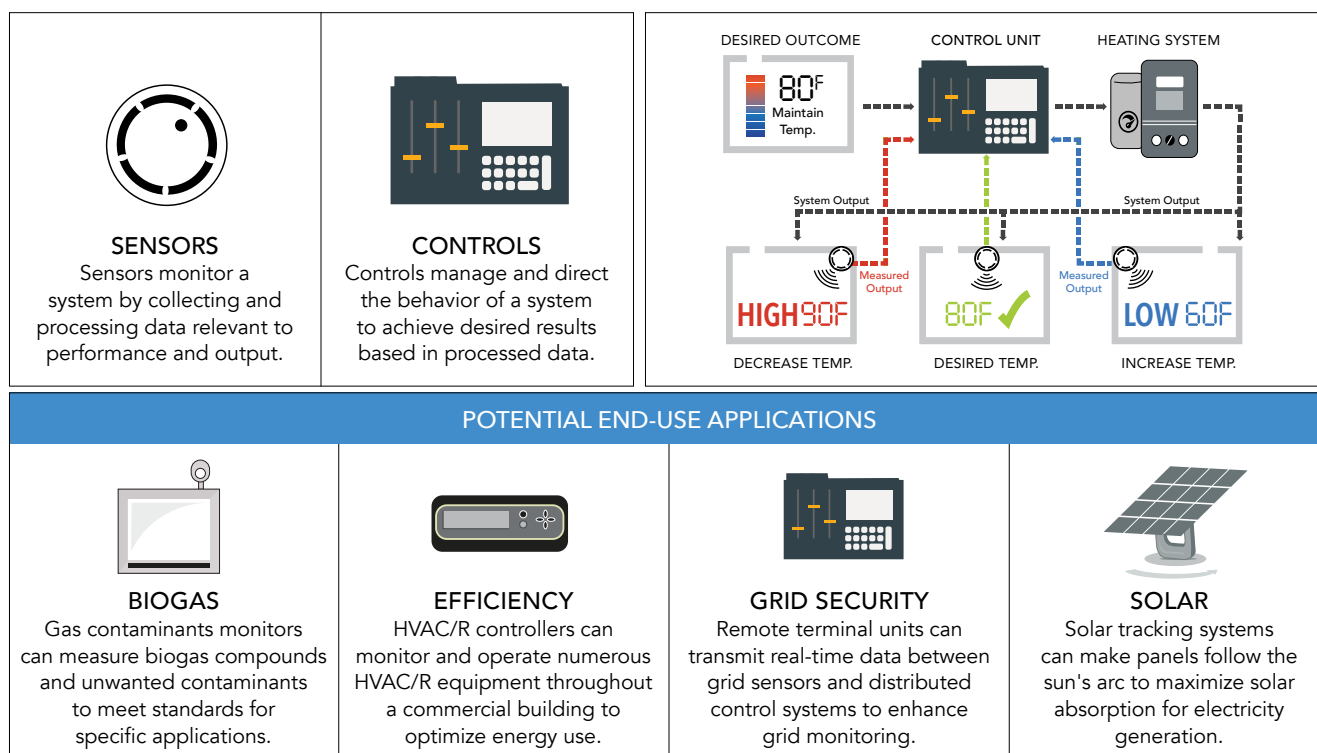 SENSORS
Sensors monitor a
system by collecting and
processing data relevant to
performance and output.
CONTROLS
Controls manage and direct
the behavior of a system
to achieve desired results
based in processed data.
DESIRED OUTCOME
80F
Maintain
Temp.
CONTROL UNIT
HEATING SYSTEM
System Output
System Output
Measured
Output
Measured
Output
HIGH 90F
80F
LOW 60F
DECREASE TEMP.
DESIRED TEMP.
INCREASE TEMP.
POTENTIAL END-USE APPLICATIONS
BIOGAS
Gas contaminants monitors
can measure biogas compounds
and unwanted contaminants
to meet standards for
specific applications.
EFFICIENCY
HVAC/R controllers can
monitor and operate numerous
HVAC/R equipment throughout
a commercial building to
optimize energy use.
GRID SECURITY
Remote terminal units can
transmit real-time data between
grid sensors and distributed
control systems to enhance
grid monitoring.
SOLAR
Solar tracking systems
can make panels follow the
sun's arc to maximize solar
absorption for electricity
generation.